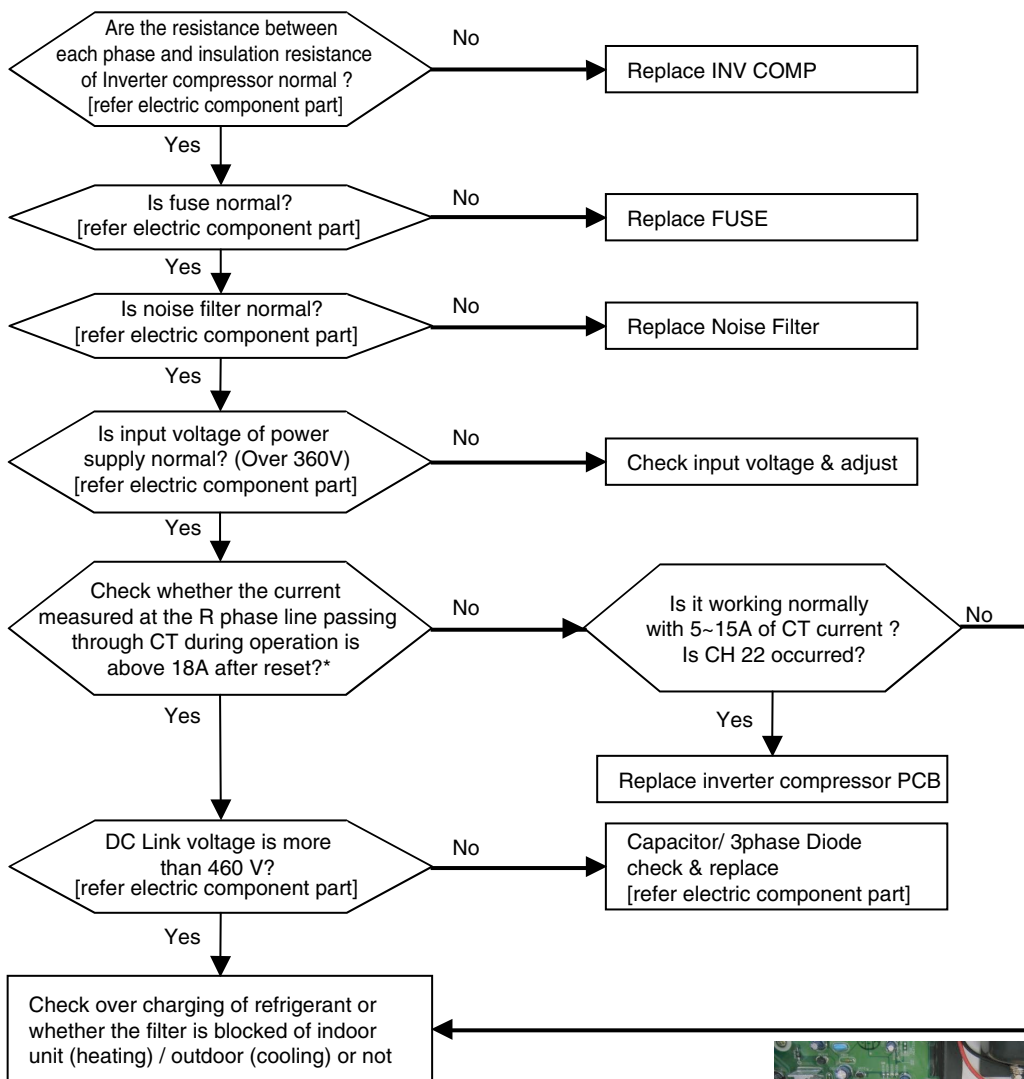 Are the resistance between
each phase and insulation resistance
of Inverter compressor normal ?
[refer electric component part]
No
Replace INV COMP
Yes
Is fuse normal?
[refer electric component part]
No
Replace FUSE
Yes
Is noise filter normal?
[refer electric component part]
No
Replace Noise Filter
Yes
Is input voltage of power
supply normal? (Over 360V)
[refer electric component part]
No
Check input voltage & adjust
Yes
Check whether the current
measured at the R phase line passing
through CT during operation is
above 18A after reset?*
No
Is it working normally
with 5~15A of CT current ?
Is CH 22 occurred?
No
Yes
Yes
Replace inverter compressor PCB
DC Link voltage is more
than 460 V?
[refer electric component part]
No
Capacitor/ 3phase Diode
check & replace
[refer electric component part]
Yes
Check over charging of refrigerant or
whether the filter is blocked of indoor
unit (heating) / outdoor (cooling) or not